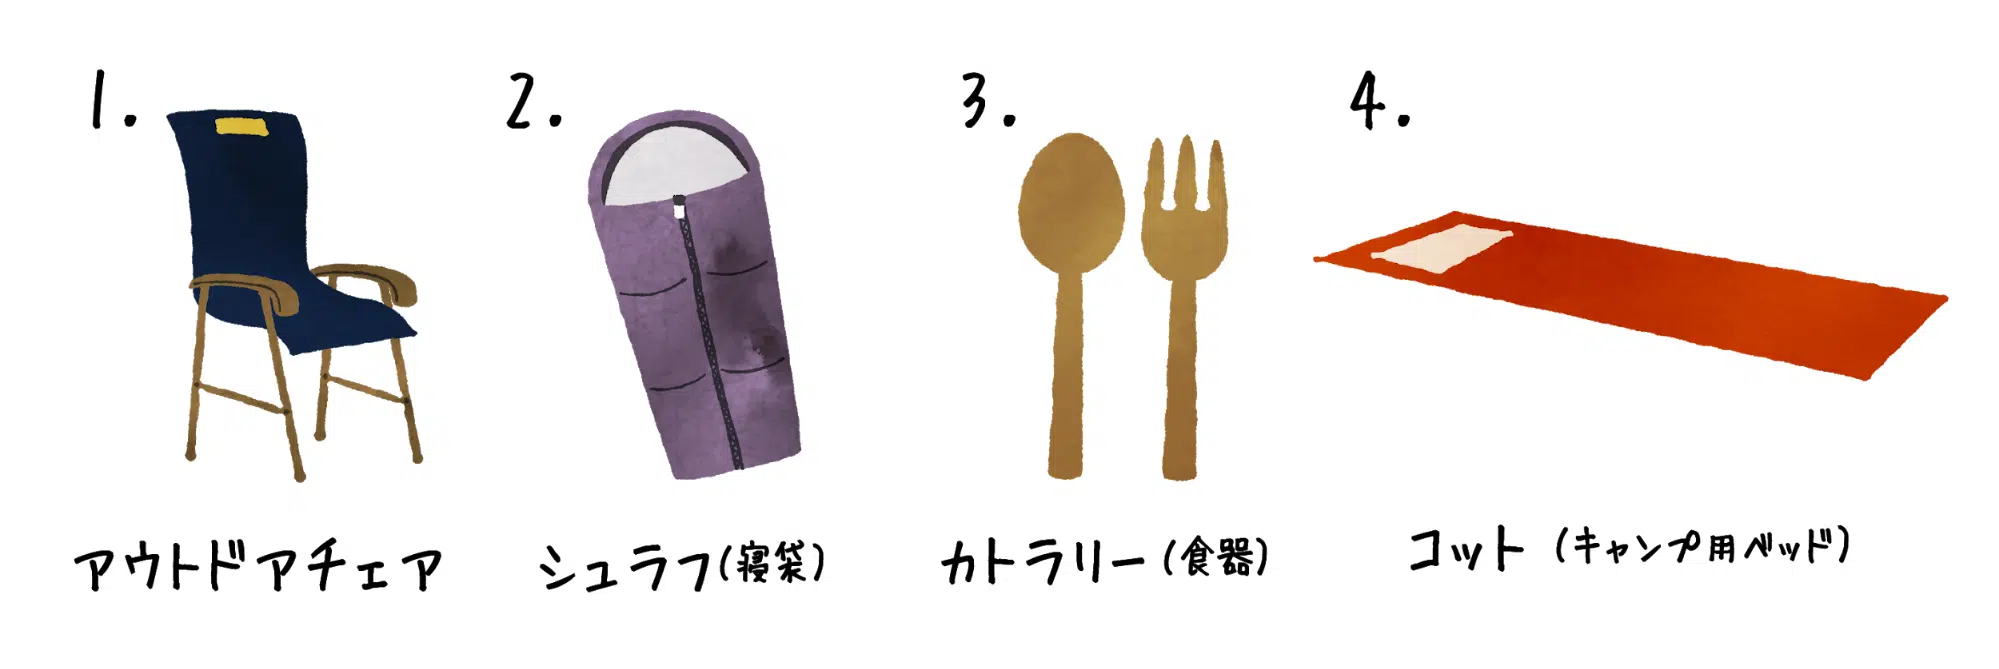 1.
アウトドアチェア
2.
シュラフ(寝袋)
3.
カトラリー(食器)
4.
コット(キャンプ用ベッド)